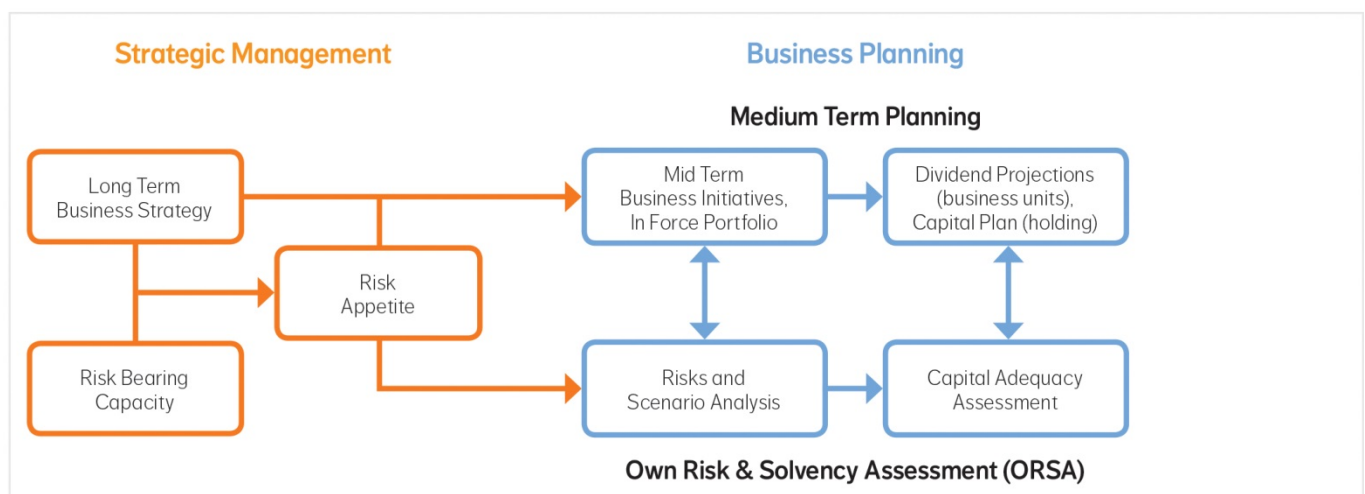 Strategic Management
Business Planning
Medium Term Planning
Long Term
Business Strategy
Mid Term
Business Initiatives,
In Force Portfolio
Dividend Projections
(business units),
Capital Plan (holding)
Risk
Appetite
Risk Bearing
Capacity
Risks and
Scenario Analysis
Capital Adequacy
Assessment
Own Risk & Solvency Assessment (ORSA)